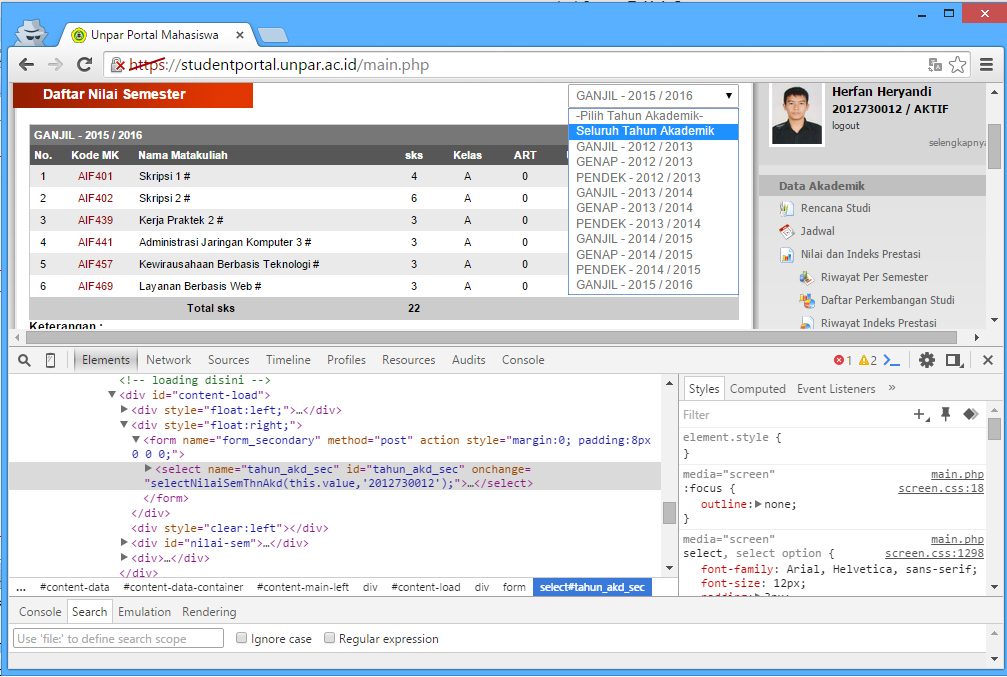 Unpar Portal Mahasiswa
https://studentportal.unpar.ac.id/main.php
Daftar Nilai Semester
GANJIL - 2015 / 2016
-Pilih Tahun Akademik-
Seluruh Tahun Akademik
GANJIL - 2012 / 2013
GENAP - 2012 / 2013
PENDEK - 2012 / 2013
GANJIL - 2013 / 2014
GENAP - 2013 / 2014
PENDEK - 2013 / 2014
GANJIL - 2014 / 2015
GENAP - 2014 / 2015
PENDEK - 2014 / 2015
GANJIL - 2015 / 2016
GANJIL - 2015 / 2016
No. Kode MK Nama Matakuliah sks Kelas ART
1 AIF401 Skripsi 1 # 4 A 0
2 AIF402 Skripsi 2 # 6 A 0
3 AIF439 Kerja Praktek 2 # 3 A 0
4 AIF441 Administrasi Jaringan Komputer 3 # 3 A 0
5 AIF457 Kewirausahaan Berbasis Teknologi # 3 A 0
6 AIF469 Layanan Berbasis Web # 3 A 0
Total sks 22
Keterangan :
Herfan Heryandi
2012730012 / AKTIF
logout
selengkapnya
Data Akademik
Rencana Studi
Jadwal
Nilai dan Indeks Prestasi
Riwayat Per Semester
Daftar Perkembangan Studi
Riwayat Indeks Prestasi
Elements Network Sources Timeline Profiles Resources Audits Console 1 2
<!-- loading disini -->
<div id="content-load">
<div style="float:left;">…</div>
<div style="float:right;">
<form name="form_secondary" method="post" action style="margin:0; padding:8px
0 0 0;">
<select name="tahun_akd_sec" id="tahun_akd_sec" onchange=
"selectNilaiSemThnAkd(this.value,'2012730012');">…</select>
</form>
</div>
<div style="clear:left"></div>
<div id="nilai-sem">…</div>
<div>…</div>
</div>
... #content-data #content-data-container #content-main-left div #content-load div form select#tahun_akd_sec
Styles Computed Event Listeners »
Filter
element.style {
}
media="screen" main.php
:focus { screen.css:18
outline: none;
}
media="screen" main.php
select, select option { screen.css:1298
font-family: Arial, Helvetica, sans-serif;
font-size: 12px;
padding: 2px;
Console Search Emulation Rendering
Use 'file:' to define search scope Ignore case Regular expression